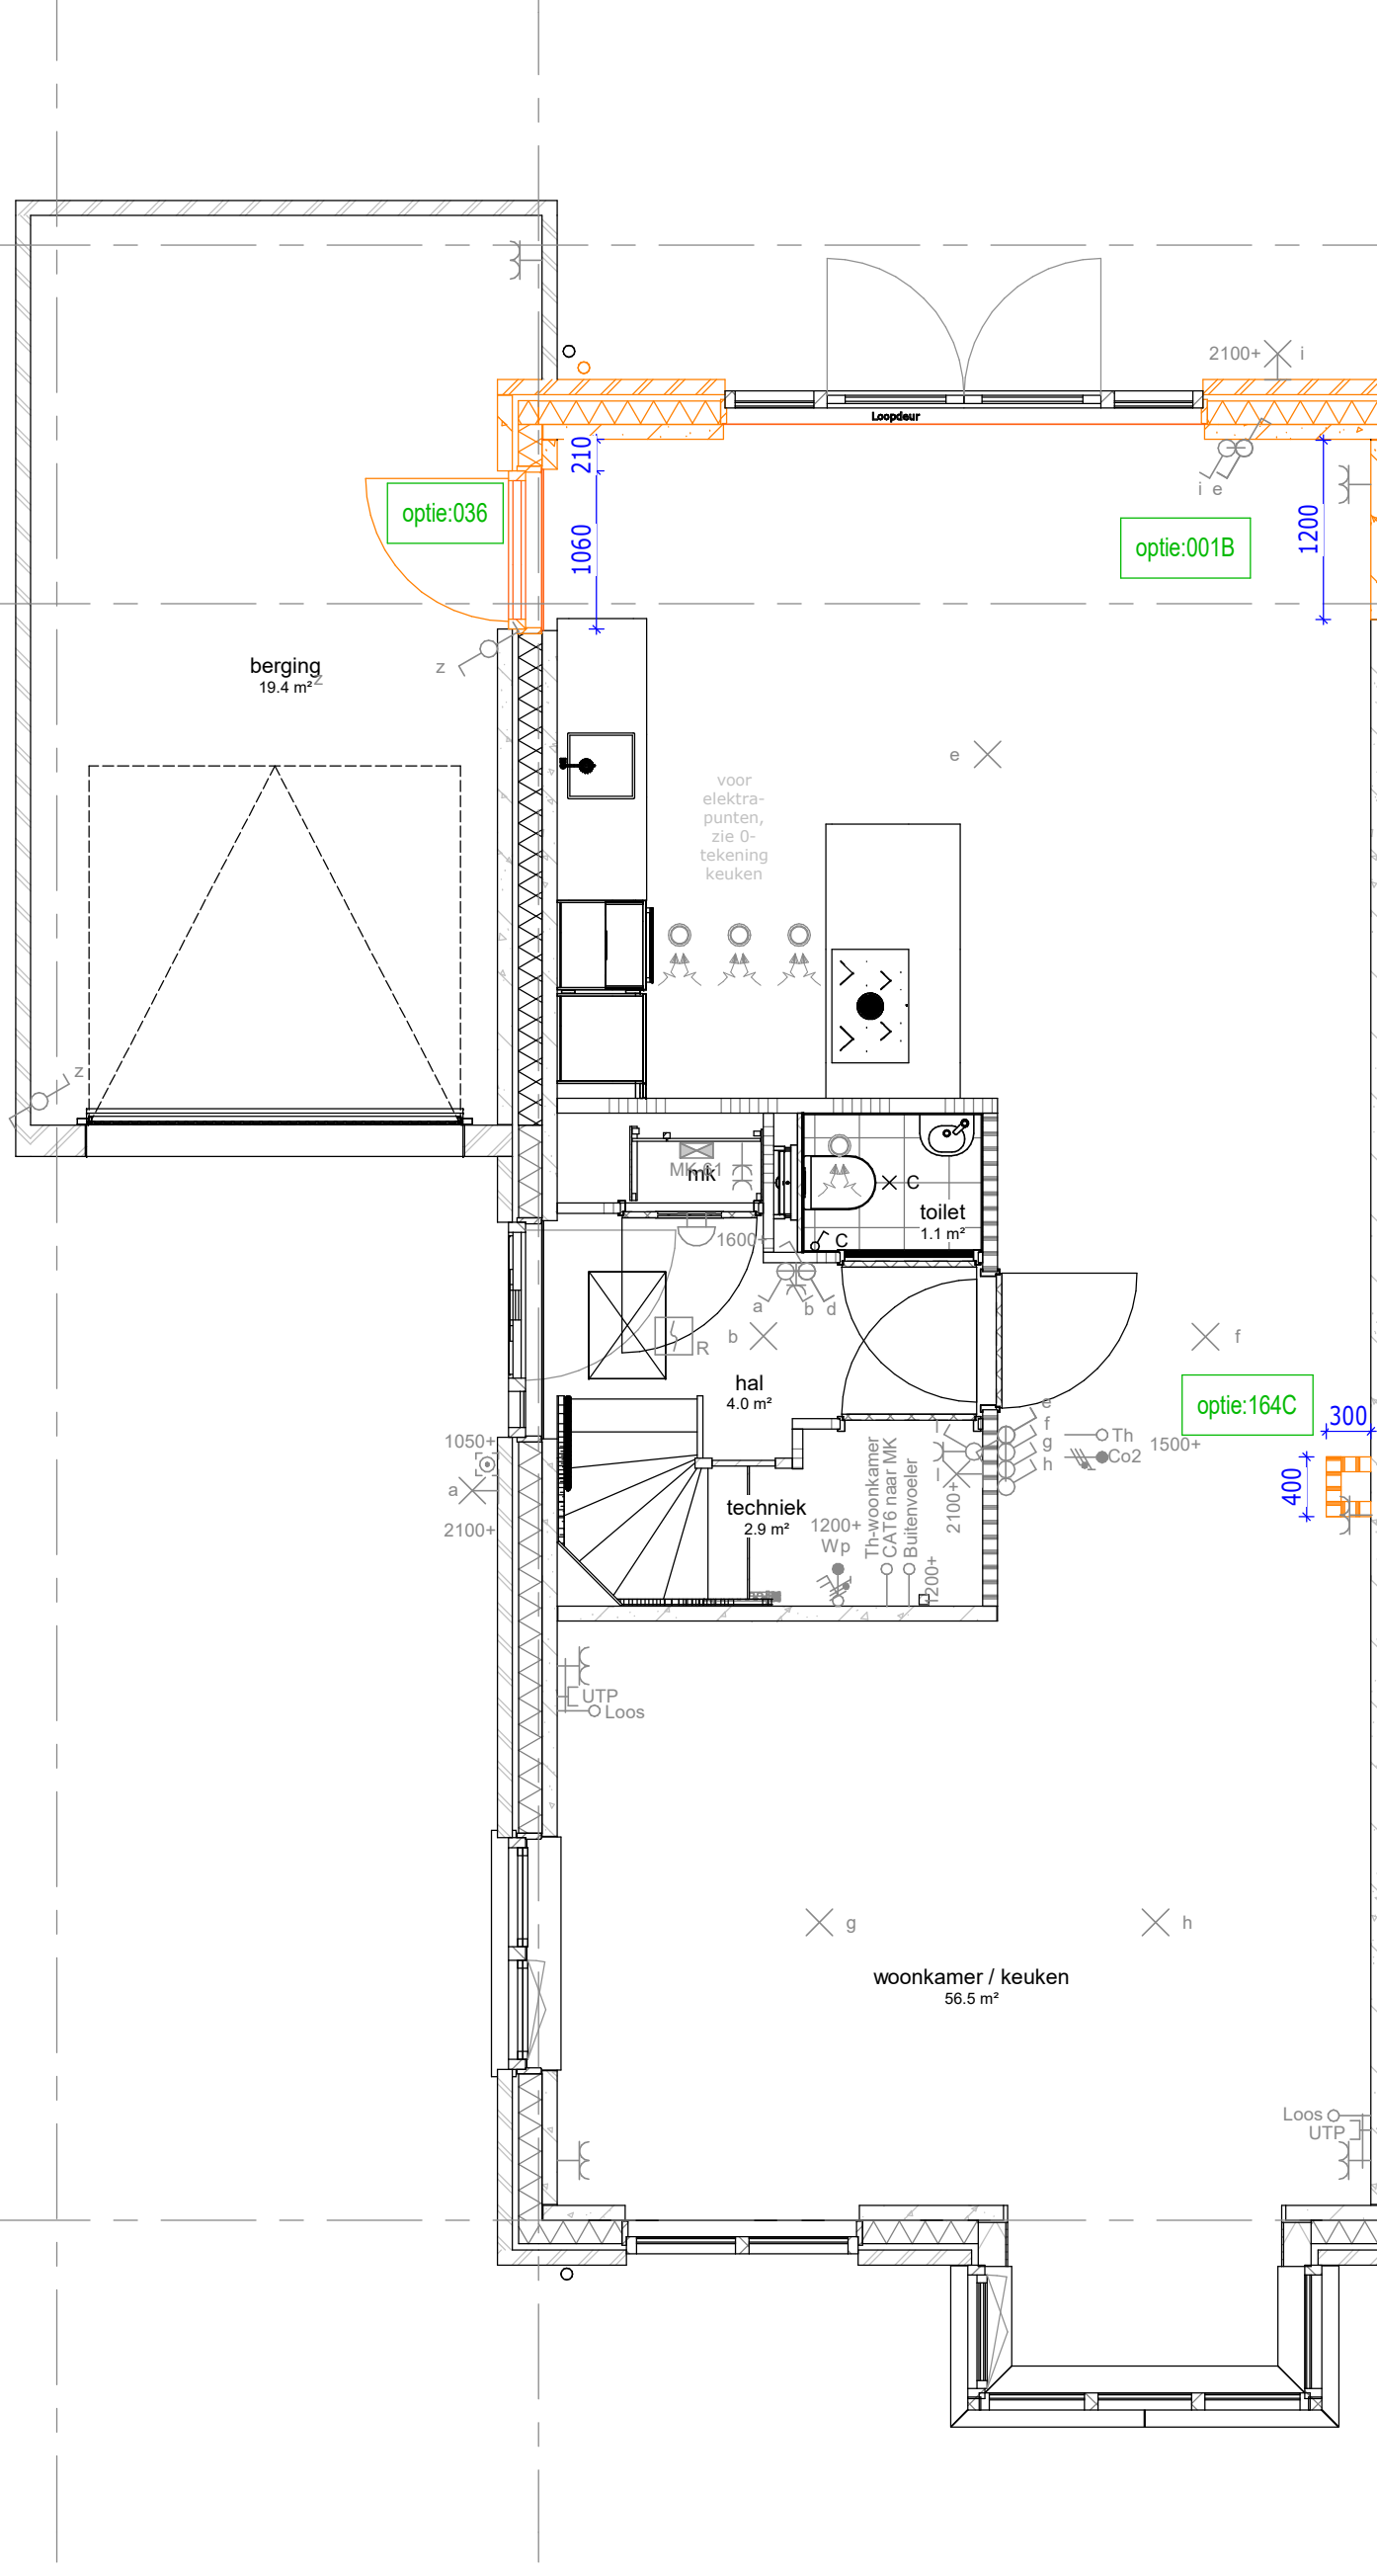 2100+
i
Loopdeur
210
i e
optie:036
optie:001B
1060
1200
z
berging
19.4 m²
z
e
voor
elektra-
punten,
zie 0-
tekening
keuken
z
MK 61
mk
C
toilet
1.1 m²
C
1600+
a
b
d
R
b
f
hal
4.0 m²
optie:164C
300
400
e
f
g
h
Th
Co2
1500+
1050+
a
2100+
techniek
2.9 m²
1200+
Wp
Th-woonkamer
CAT6 naar MK
Buitenvoeler
1200+
2100+
UTP
Loos
g
h
woonkamer / keuken
56.5 m²
Loos
UTP